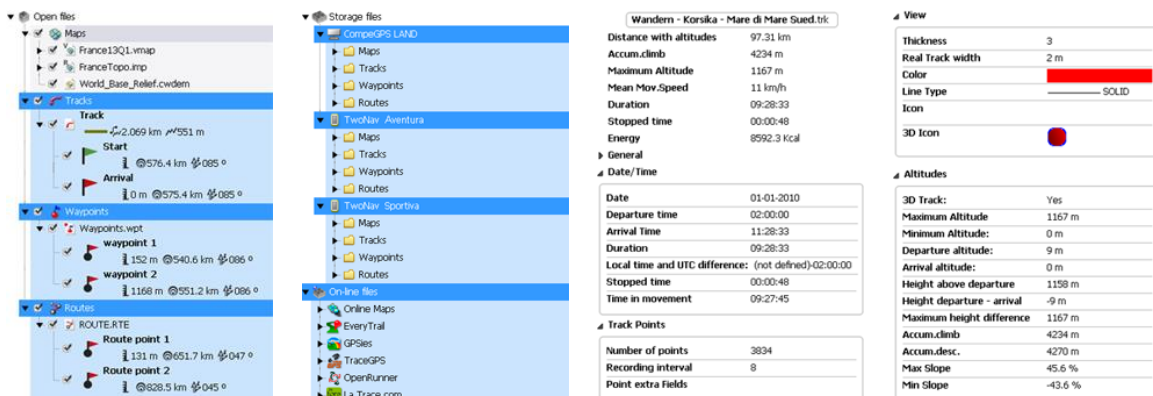 Open files
Maps
France13Q1.vmap
FranceTopo.imp
World_Base_Relief.cwdem
Tracks
Track
2.069 km 551 m
Start
576.4 km 085 º
Arrival
0 m 575.4 km 085 º
Waypoints
Waypoints.wpt
waypoint 1
152 m 540.6 km 086 º
waypoint 2
1168 m 551.2 km 086 º
Routes
ROUTE.RTE
Route point 1
131 m 651.7 km 047 º
Route point 2
828.5 km 045 º
Storage files
CompeGPS LAND
Maps
Tracks
Waypoints
Routes
TwoNav Aventura
Maps
Tracks
Waypoints
Routes
TwoNav Sportiva
Maps
Tracks
Waypoints
Routes
On-line files
Online Maps
EveryTrail
GPSies
TraceGPS
OpenRunner
La Trace.com
Wandern - Korsika - Mare di Mare Sued.trk
Distance with altitudes 97.31 km
Accum.climb 4234 m
Maximum Altitude 1167 m
Mean Mov.Speed 11 km/h
Duration 09:28:33
Stopped time 00:00:48
Energy 8592.3 Kcal
General
Date/Time
Date 01-01-2010
Departure time 02:00:00
Arrival Time 11:28:33
Duration 09:28:33
Local time and UTC difference: (not defined)-02:00:00
Stopped time 00:00:48
Time in movement 09:27:45
Track Points
Number of points 3834
Recording interval 8
Point extra Fields
View
Thickness 3
Real Track width 2 m
Color
Line Type SOLID
Icon
3D Icon
Altitudes
3D Track: Yes
Maximum Altitude 1167 m
Minimum Altitude: 0 m
Departure altitude: 9 m
Arrival altitude: 0 m
Height above departure 1158 m
Height departure - arrival -9 m
Maximum height difference 1167 m
Accum.climb 4234 m
Accum.desc. 4270 m
Max Slope 45.6 %
Min Slope -43.6 %